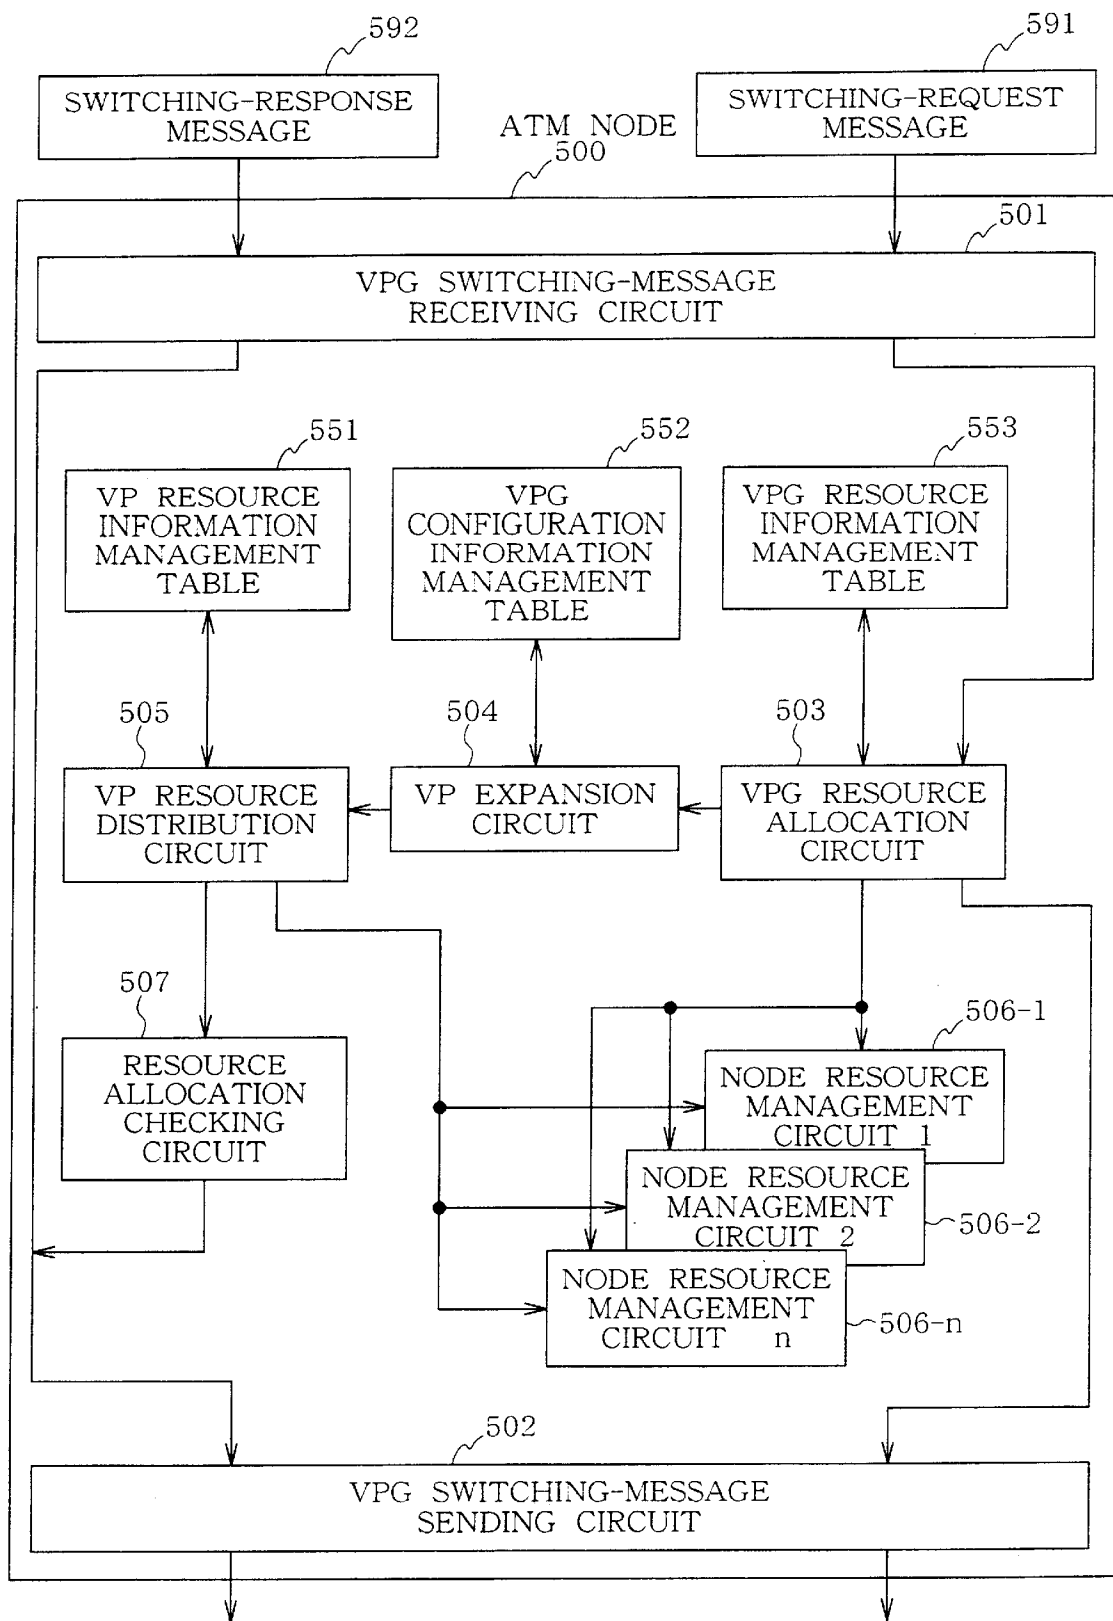 592
591
SWITCHING-RESPONSE
MESSAGE
SWITCHING-REQUEST
MESSAGE
ATM NODE
500
501
VPG SWITCHING-MESSAGE
RECEIVING CIRCUIT
551
552
553
VP RESOURCE
INFORMATION
MANAGEMENT
TABLE
VPG
CONFIGURATION
INFORMATION
MANAGEMENT
TABLE
VPG RESOURCE
INFORMATION
MANAGEMENT
TABLE
505
504
503
VP RESOURCE
DISTRIBUTION
CIRCUIT
VP EXPANSION
CIRCUIT
VPG RESOURCE
ALLOCATION
CIRCUIT
507
506-1
RESOURCE
ALLOCATION
CHECKING
CIRCUIT
NODE RESOURCE
MANAGEMENT
CIRCUIT 1
NODE RESOURCE
MANAGEMENT
CIRCUIT 2
506-2
NODE RESOURCE
MANAGEMENT
CIRCUIT n
506-n
502
VPG SWITCHING-MESSAGE
SENDING CIRCUIT